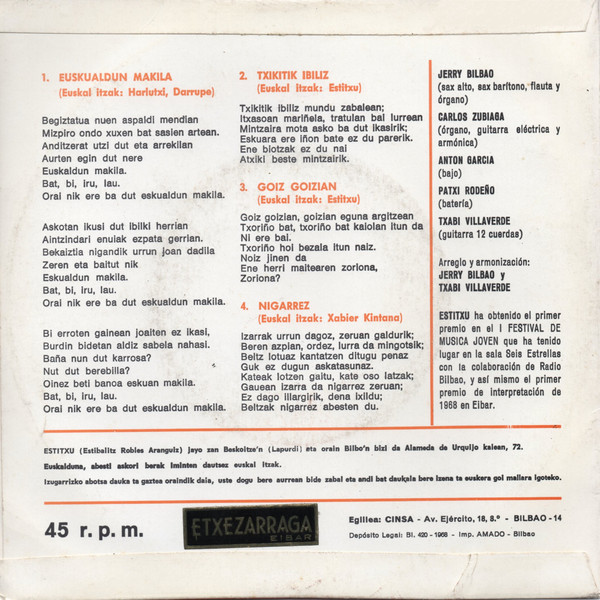 1. EUSKUALDUN MAKILA
(Euskal itzak: Hariutxi, Darrupe)
Begiztatua nuen aspaldi mendian
Mizpiro ondo xuxen bat sasien artean.
Anditzerat utzi dut eta arrekilan
Aurten egin dut nere
Euskaldun makila.
Bat, bi, iru, lau.
Orai nik ere ba dut euskaldun makila.
Askotan ikusi dut ibilki herrian
Aintzindari enuiak ezpata gerrian.
Bekaiztia nigandik urrun joan dadila
Zeren eta baitut nik
Eskualdun makila.
Bat, bi, iru, lau.
Orai nik ere ba dut eskualdun makila.
Bi erroten gainean joaiten ez ikasi,
Burdin bidetan aldiz sabela nahasi.
Baña nun dut karrosa?
Nut dut berebilla?
Oinez beti banoa eskuan makila.
Bat, bi, iru, lau.
Orai nik ere ba dut eskualdun makila.
2. TXIKITIK IBILIZ
(Euskal itzak: Estitxu)
Txikitik ibiliz mundu zabalean;
Itxasoan mariñela, tratulan bai lurrean
Mintzaira mota asko ba dut ikasirik;
Eskuara ere iñon bate ez du parerik.
Ene biotzak ez du nai
Atxiki beste mintzairik.
3. GOIZ GOIZIAN
(Euskal itzak: Estitxu)
Goiz goizian, goizian eguna argitzean
Txoriño bat, txoriño bat kaiolan itun da
Ni ere bai.
Txoriño hoi bezala itun naiz.
Noiz jinen da
Ene herri maitearen zoriona,
Zoriona?
4. NIGARREZ
(Euskal itzak: Xabier Kintana)
Izarrak urrun dagoz, zeruan galdurik;
Beren azpian, ordez, lurra da mingotsik;
Beltz lotuaz kantatzen ditugu penaz
Guk ez dugun askatasunaz.
Kateak lotzen gaitu, kate oso latzak;
Gauean izarra da nigarrez zeruan;
Ez dago illargirik, dena ixildu;
Beltzak nigarrez abesten du.
JERRY BILBAO
(sax alto, sax barítono, flauta y
órgano)
CARLOS ZUBIAGA
(órgano, guitarra eléctrica y
armónica)
ANTON GARCIA
(bajo)
PATXI RODEÑO
(batería)
TXABI VILLAVERDE
(guitarra 12 cuerdas)
Arreglo y armonización:
JERRY BILBAO y
TXABI VILLAVERDE
ESTITXU ha obtenido el primer
premio en el I FESTIVAL DE
MUSICA JOVEN que ha tenido
lugar en la sala Seis Estrellas
con la colaboración de Radio
Bilbao, y así mismo el primer
premio de interpretación de
1968 en Eibar.
ESTITXU (Estibalitz Robles Aranguiz) jayo zan Beskoitze'n (Lapurdi) eta orain Bilbo'n bizi da Alameda de Urquijo kalean, 72.
Euskalduna, abesti askori berak iminten dautsez euskal itzak.
Izugarrizko abotsa dauka ta gaztea oraindik daia, uste dogu bere aurrean bide zabal eta andi bat daukala bere izena ta euskera goi mallara igoteko.
45 r. p. m.
ETXEZARRAGA
EIBAR
Egillea: CINSA - Av. Ejército, 18, 8.º - BILBAO - 14
Depósito Legal: BI. 420 - 1968 - Imp. AMADO - Bilbao